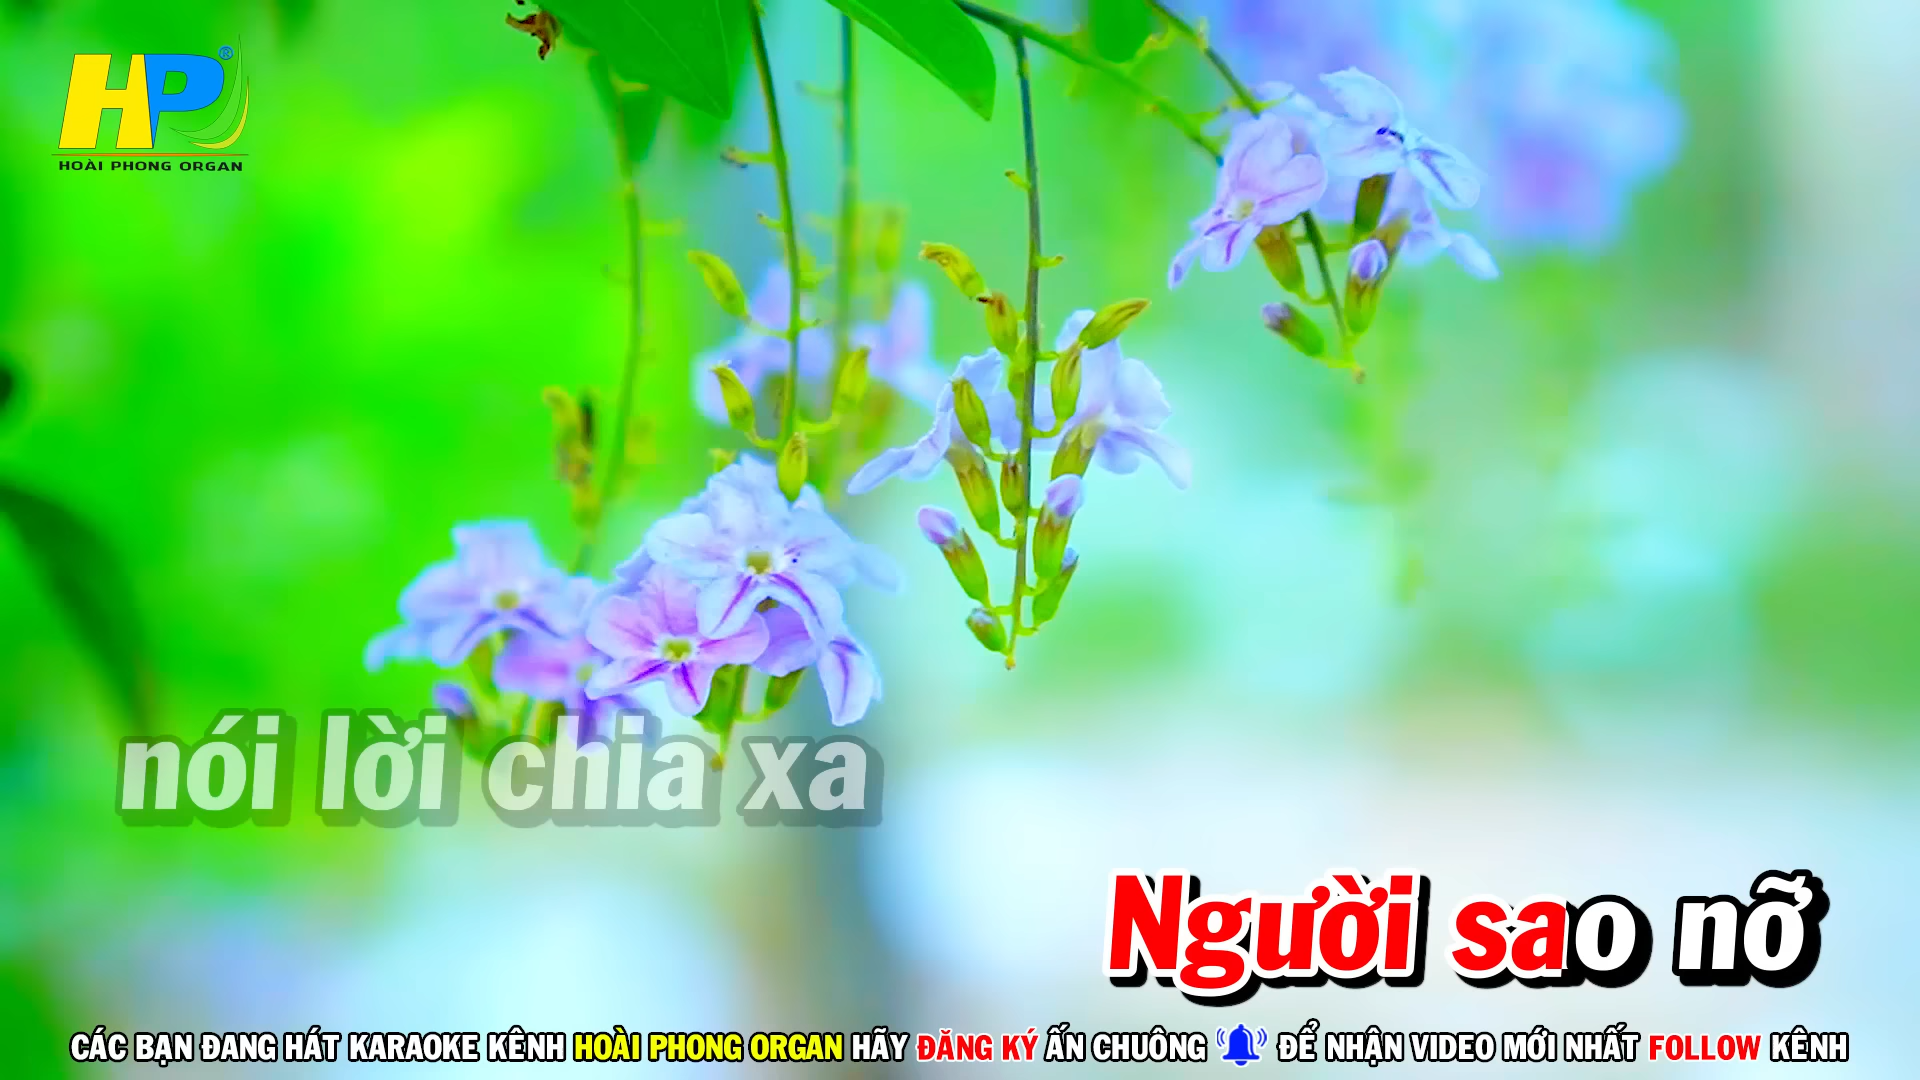 HP®
HOÀI PHONG ORGAN
nói lời chia xa
Người sao nỡ
CÁC BẠN ĐANG HÁT KARAOKE KÊNH HOÀI PHONG ORGAN HÃY ĐĂNG KÝ ẤN CHUÔNG ĐỂ NHẬN VIDEO MỚI NHẤT FOLLOW KÊNH